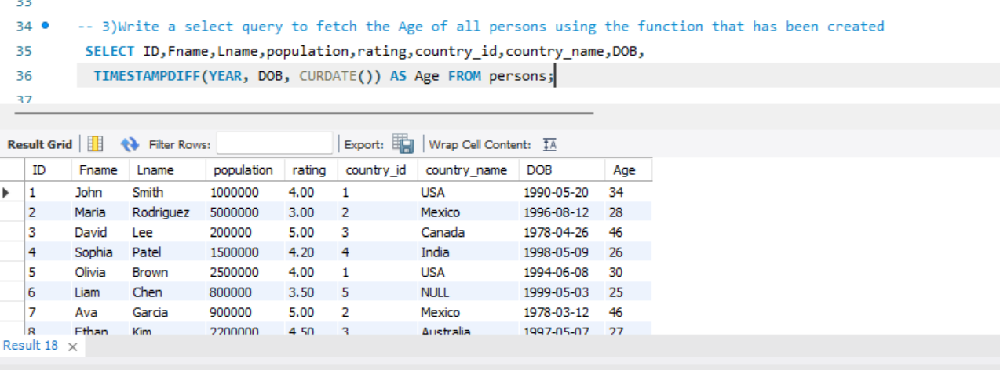 33
34 -- 3)Write a select query to fetch the Age of all persons using the function that has been created
35 SELECT ID,Fname,Lname,population,rating,country_id,country_name,DOB,
36 TIMESTAMPDIFF(YEAR, DOB, CURDATE()) AS Age FROM persons;
37
Result Grid Filter Rows: Export: Wrap Cell Content: IA
ID Fname Lname population rating country_id country_name DOB Age
1 John Smith 1000000 4.00 1 USA 1990-05-20 34
2 Maria Rodriguez 5000000 3.00 2 Mexico 1996-08-12 28
3 David Lee 200000 5.00 3 Canada 1978-04-26 46
4 Sophia Patel 1500000 4.20 4 India 1998-05-09 26
5 Olivia Brown 2500000 4.00 1 USA 1994-06-08 30
6 Liam Chen 800000 3.50 5 NULL 1999-05-03 25
7 Ava Garcia 900000 5.00 2 Mexico 1978-03-12 46
8 Ethan Kim 2200000 4.50 3 Australia 1997-05-07 27
Result 18